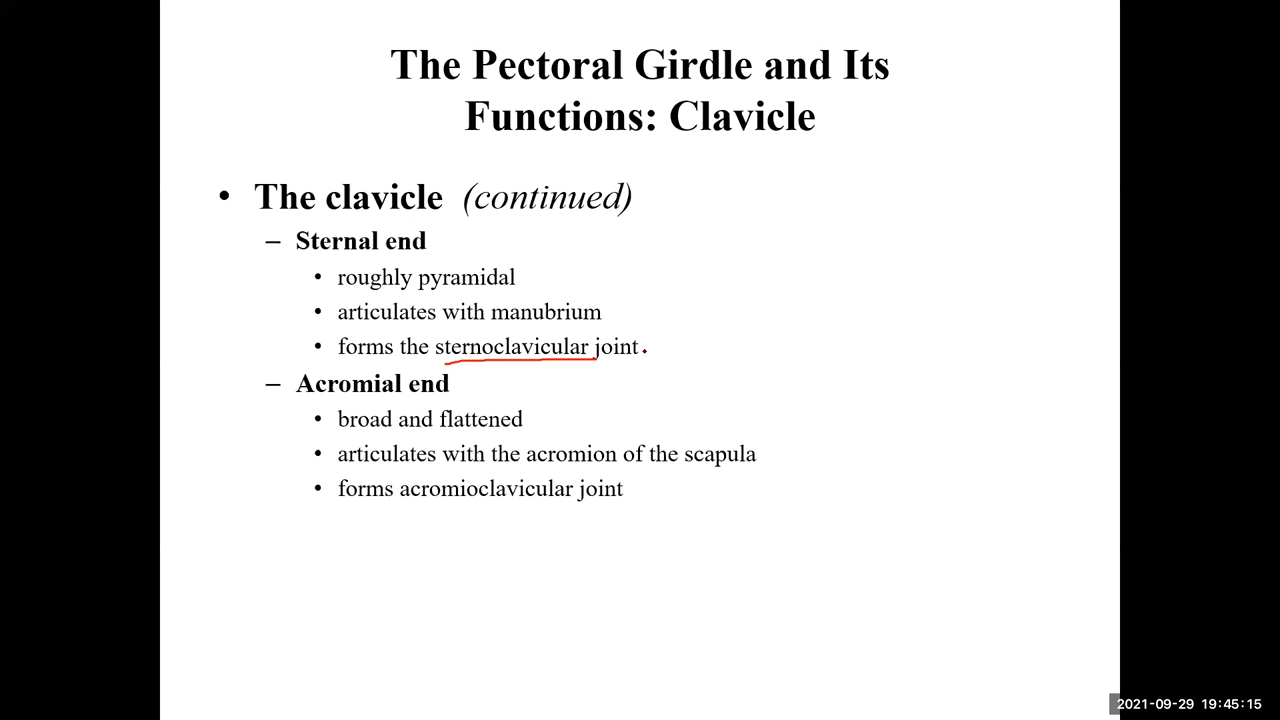 The Pectoral Girdle and Its
Functions: Clavicle
• The clavicle (continued)
– Sternal end
• roughly pyramidal
• articulates with manubrium
• forms the sternoclavicular joint
– Acromial end
• broad and flattened
• articulates with the acromion of the scapula
• forms acromioclavicular joint
2021-09-29 19:45:15